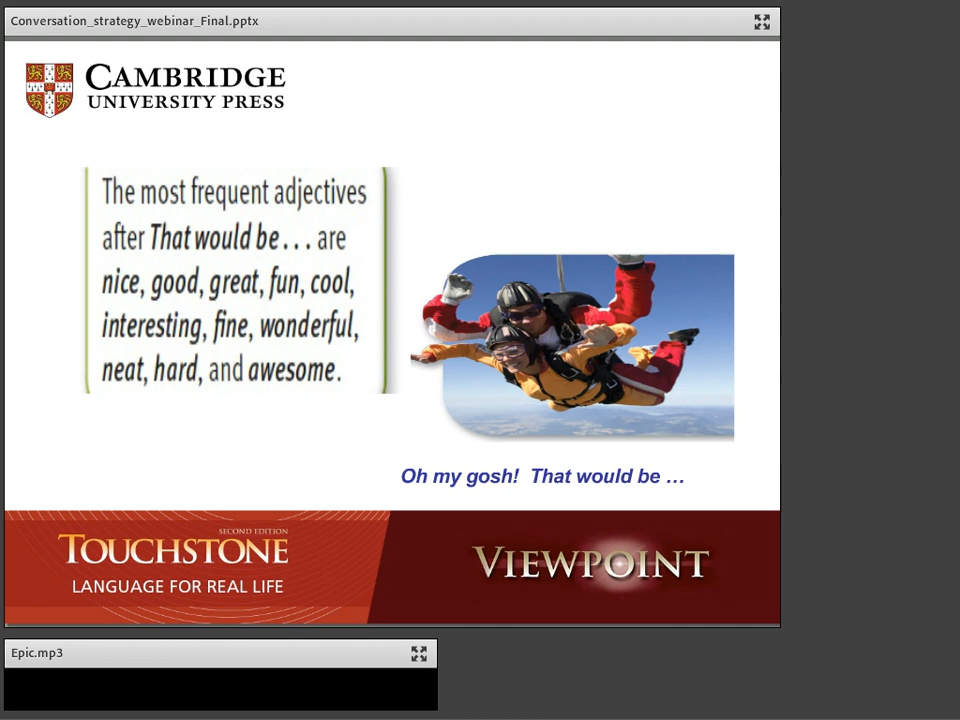 Conversation_strategy_webinar_Final.pptx
CAMBRIDGE
UNIVERSITY PRESS
The most frequent adjectives
after That would be . . . are
nice, good, great, fun, cool,
interesting, fine, wonderful,
neat, hard, and awesome.
Oh my gosh!  That would be …
SECOND EDITION
TOUCHSTONE
LANGUAGE FOR REAL LIFE
VIEWPOINT
Epic.mp3